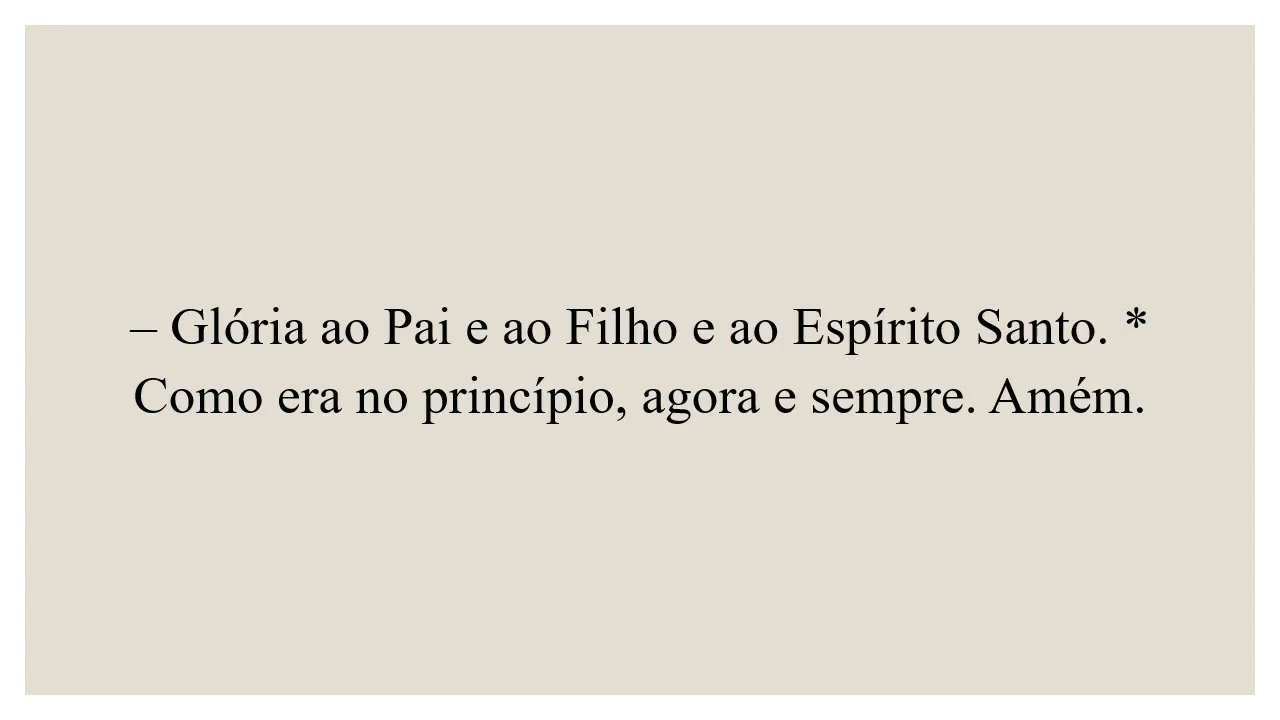 – Glória ao Pai e ao Filho e ao Espírito Santo. *
Como era no princípio, agora e sempre. Amém.